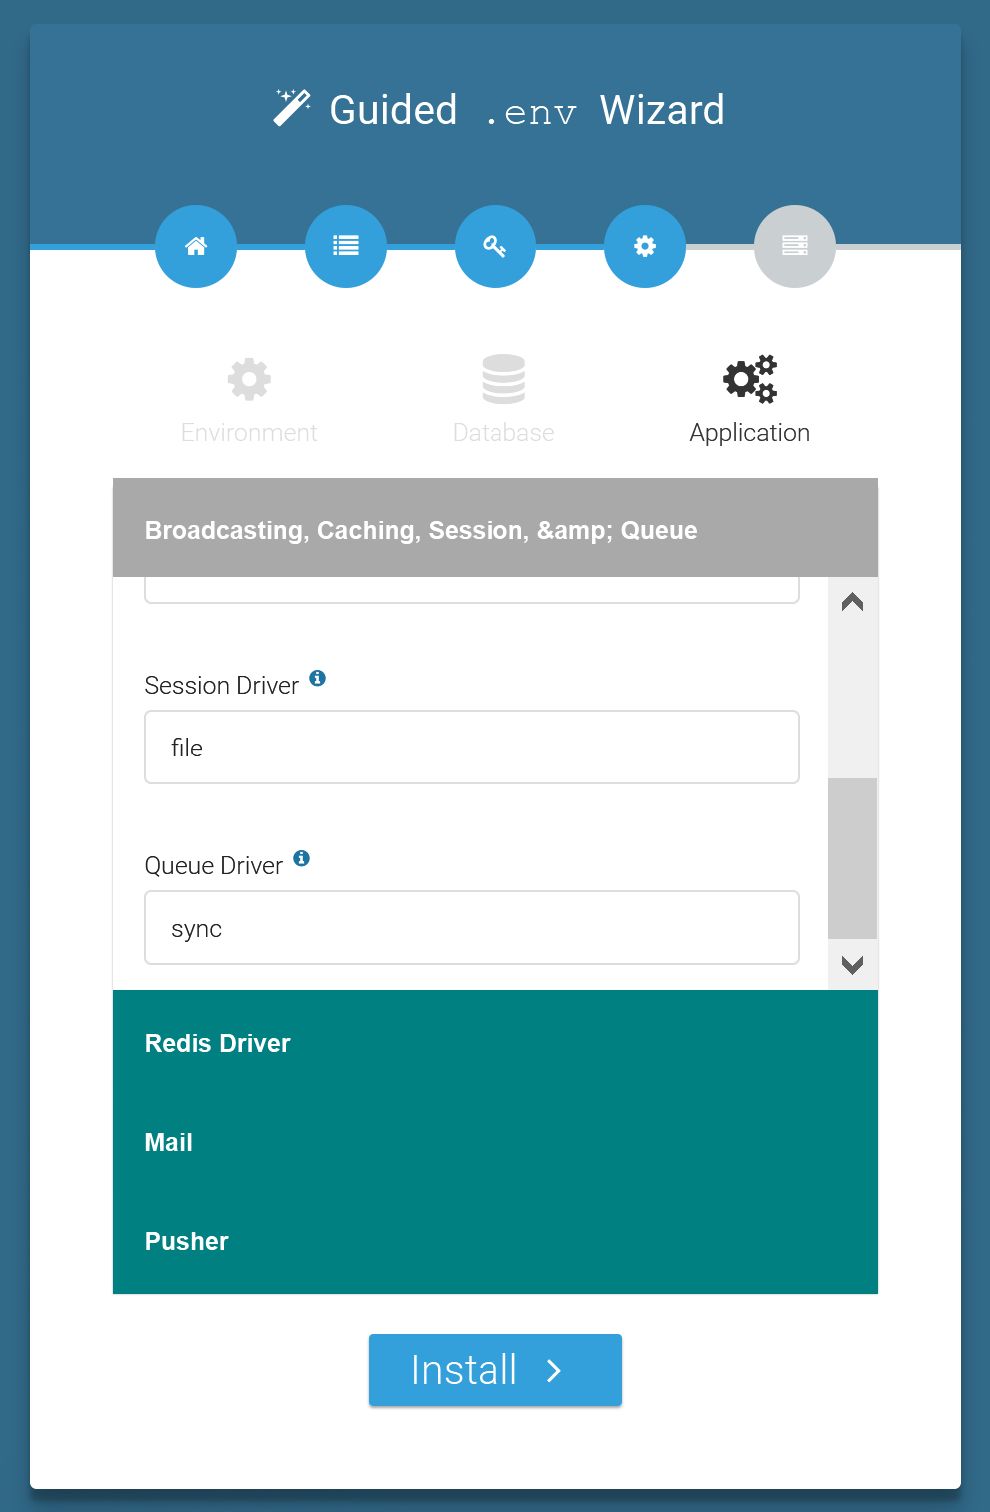 Guided .env Wizard
Environment
Database
Application
Broadcasting, Caching, Session, &amp; Queue
Session Driver
file
Queue Driver
sync
Redis Driver
Mail
Pusher
Install